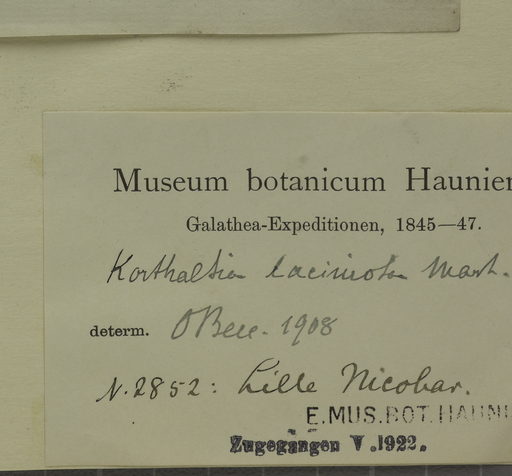 Museum botanicum Haunien
Galathea-Expeditionen, 1845—47.
Korthalsia laciniosa Mart.
determ. O Becc. 1908
N. 2852: Lille Nicobar.
E.MUS.BOT.HAUNI
Zugegangen V.1922.